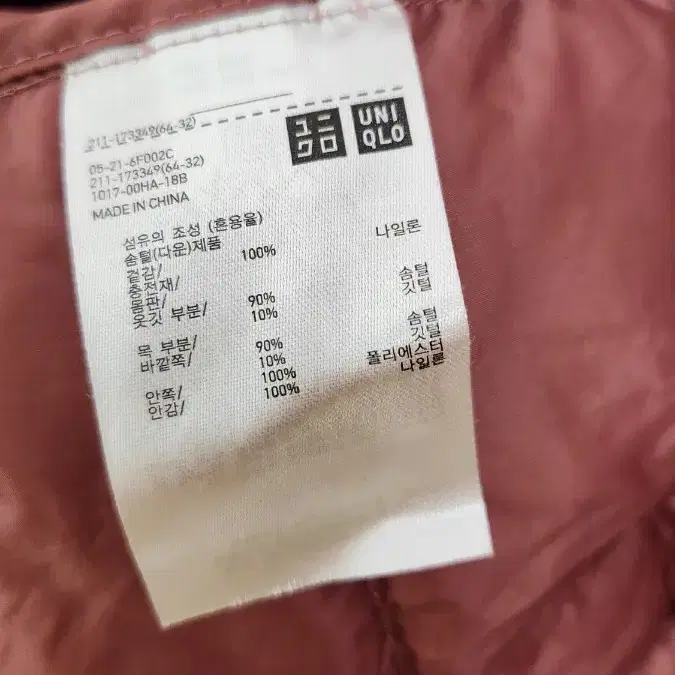 211-173349(64-32)
ユニ
クロ
UNI
QLO
05-21-6F002C
211-173349(64-32)
1017-00HA-18B
MADE IN CHINA
섬유의 조성 (혼용율)
솜털(다운)제품
겉감/ 100% 나일론
충전재/
몸판/ 90% 솜털
옷깃 부분/ 10% 깃털
목 부분/ 90% 솜털
바깥쪽/ 10% 깃털
안쪽/ 100% 폴리에스터
안감/ 100% 나일론